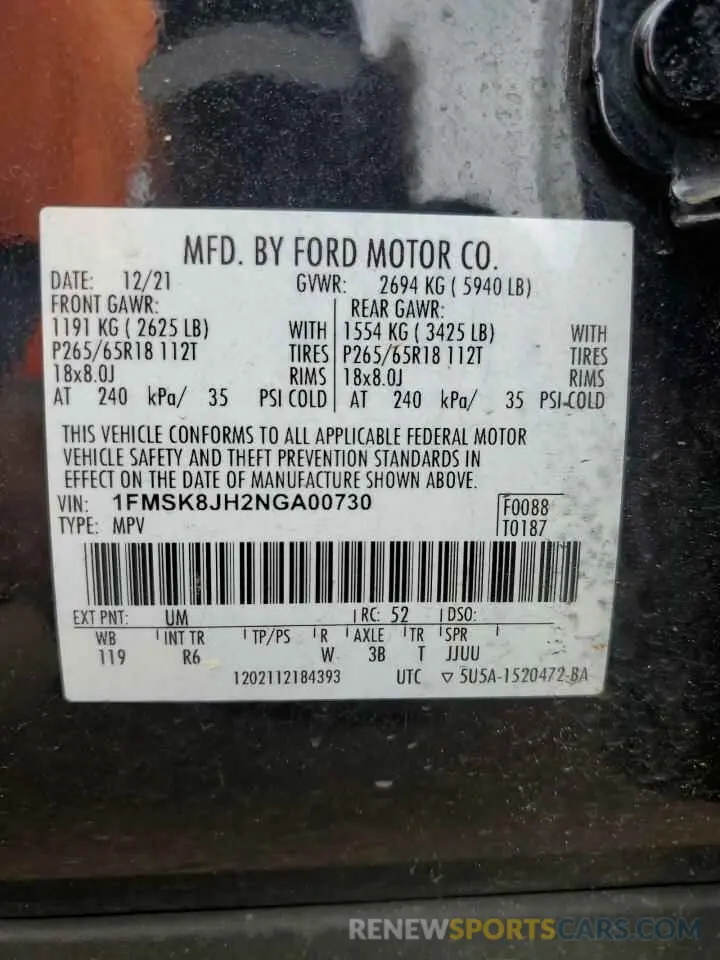 MFD. BY FORD MOTOR CO.
DATE: 12/21 GVWR: 2694 KG ( 5940 LB)
FRONT GAWR: REAR GAWR:
1191 KG ( 2625 LB) WITH 1554 KG ( 3425 LB) WITH
P265/65R18 112T TIRES P265/65R18 112T TIRES
18x8.0J RIMS 18x8.0J RIMS
AT 240 kPa/ 35 PSI COLD AT 240 kPa/ 35 PSI COLD
THIS VEHICLE CONFORMS TO ALL APPLICABLE FEDERAL MOTOR
VEHICLE SAFETY AND THEFT PREVENTION STANDARDS IN
EFFECT ON THE DATE OF MANUFACTURE SHOWN ABOVE.
VIN: 1FMSK8JH2NGA00730 F0088
TYPE: MPV T0187
EXT PNT: UM RC: 52 DSO:
WB INT TR TP/PS R AXLE TR SPR
119 R6 W 3B T JJUU
1202112184393 UTC ▽ 5U5A-1520472-BA
RENEWSPORTSCARS.COM